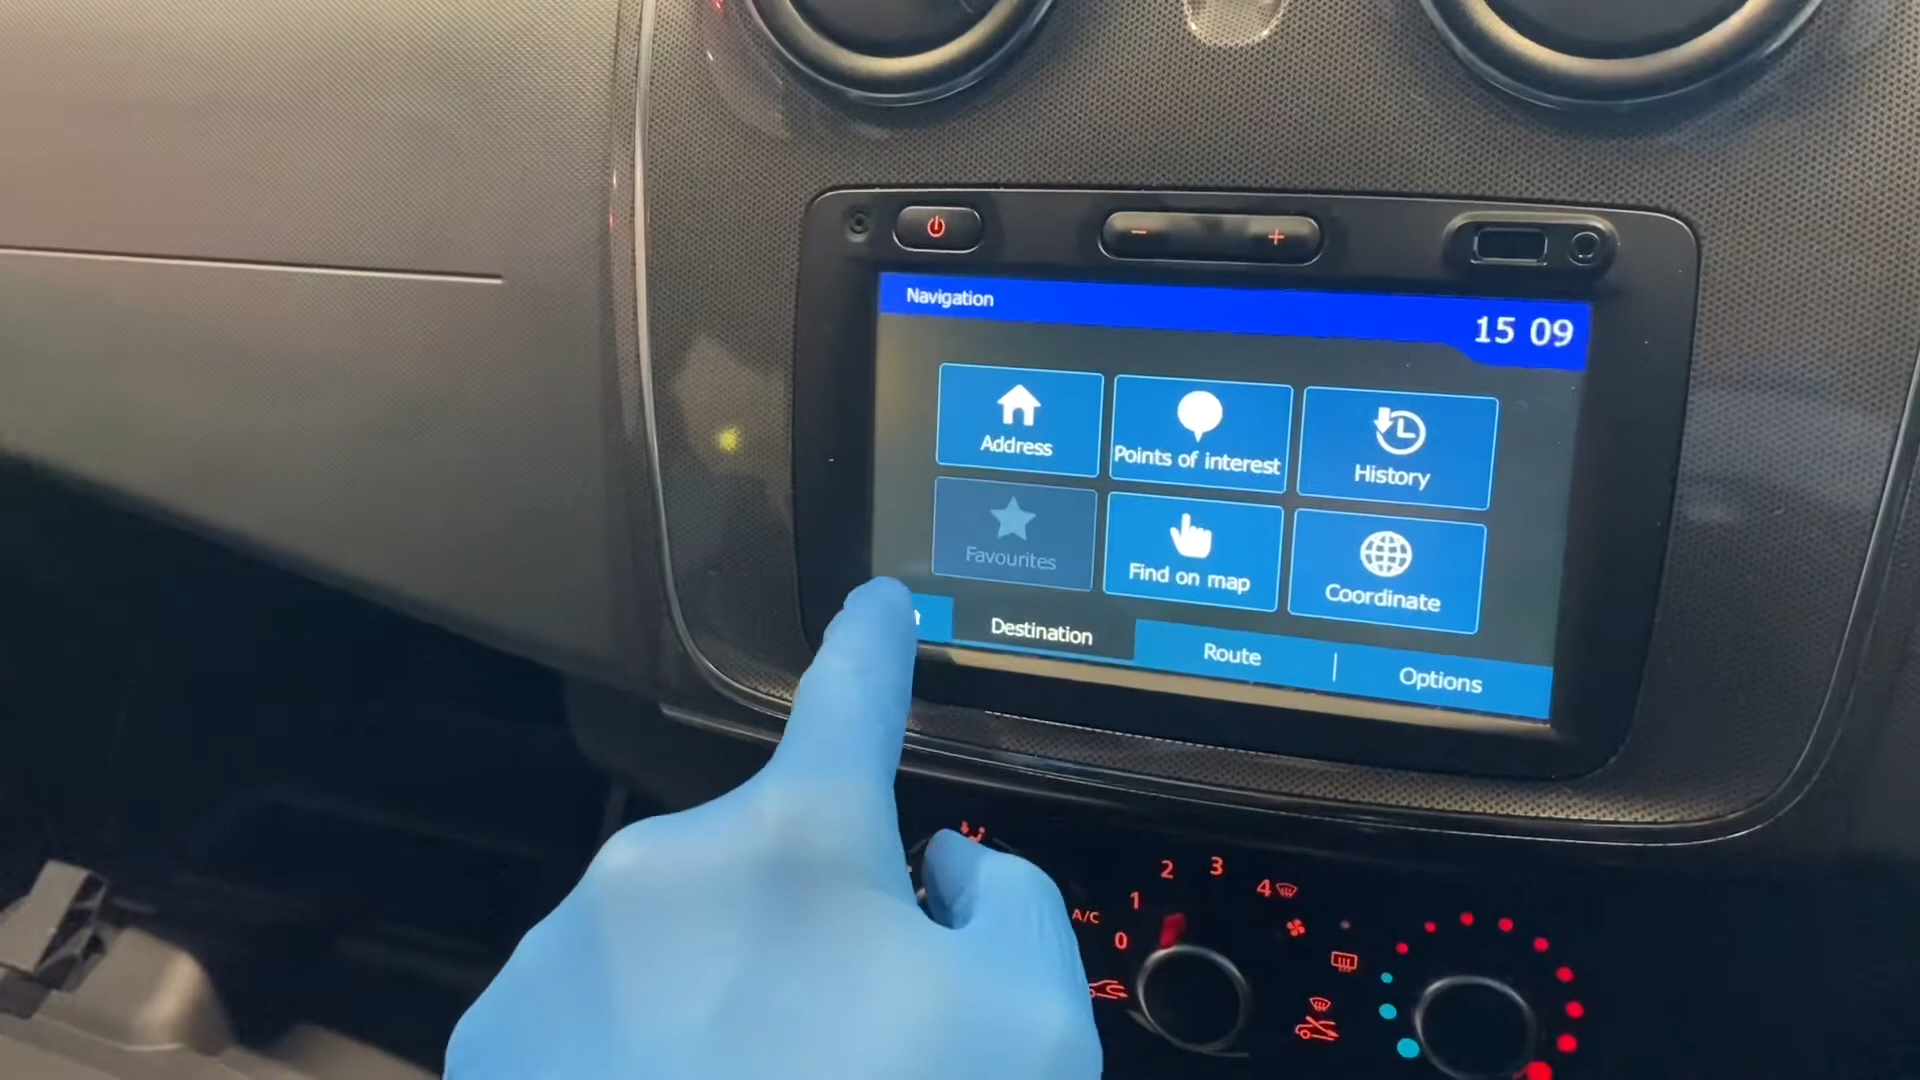 Navigation
15 09
Address
Points of interest
History
Favourites
Find on map
Coordinate
Destination
Route
Options
2
3
4
1
A/C
0